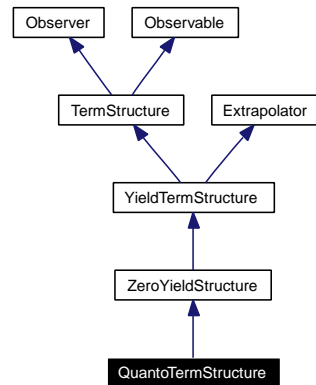 Observer Observable
TermStructure Extrapolator
YieldTermStructure
ZeroYieldStructure
QuantoTermStructure